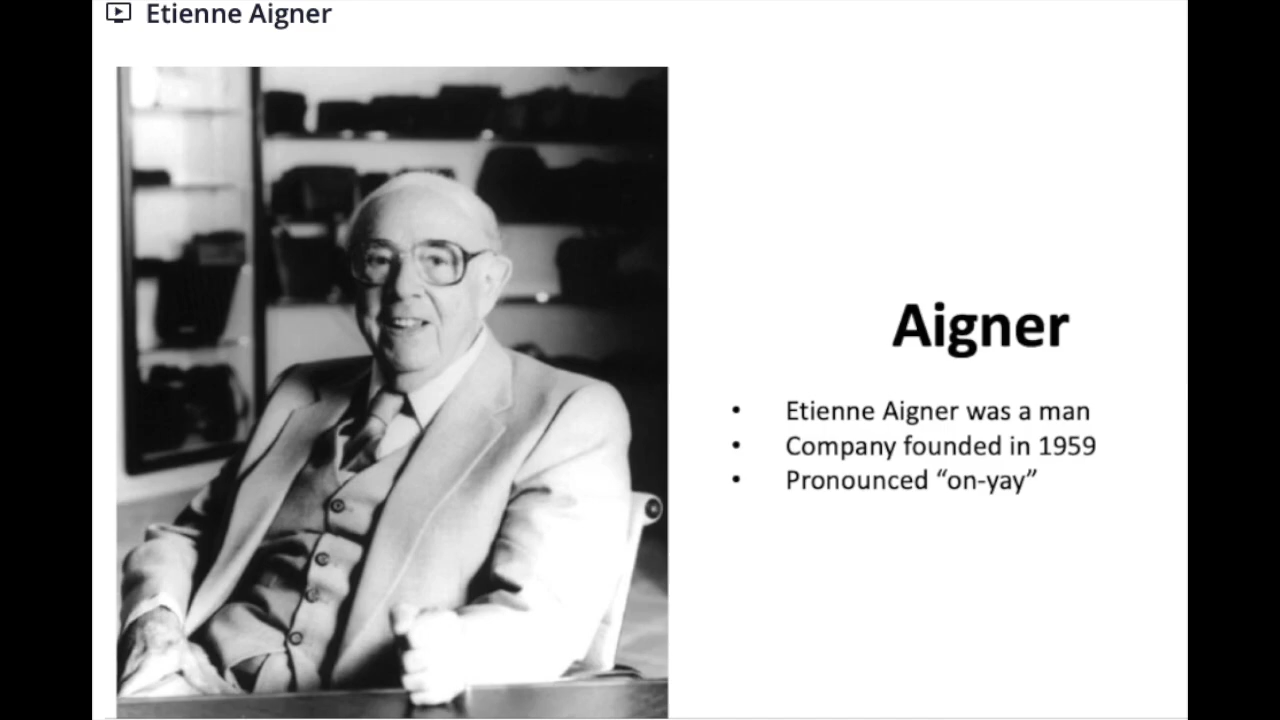 Etienne Aigner
Aigner
• Etienne Aigner was a man
• Company founded in 1959
• Pronounced “on-yay”